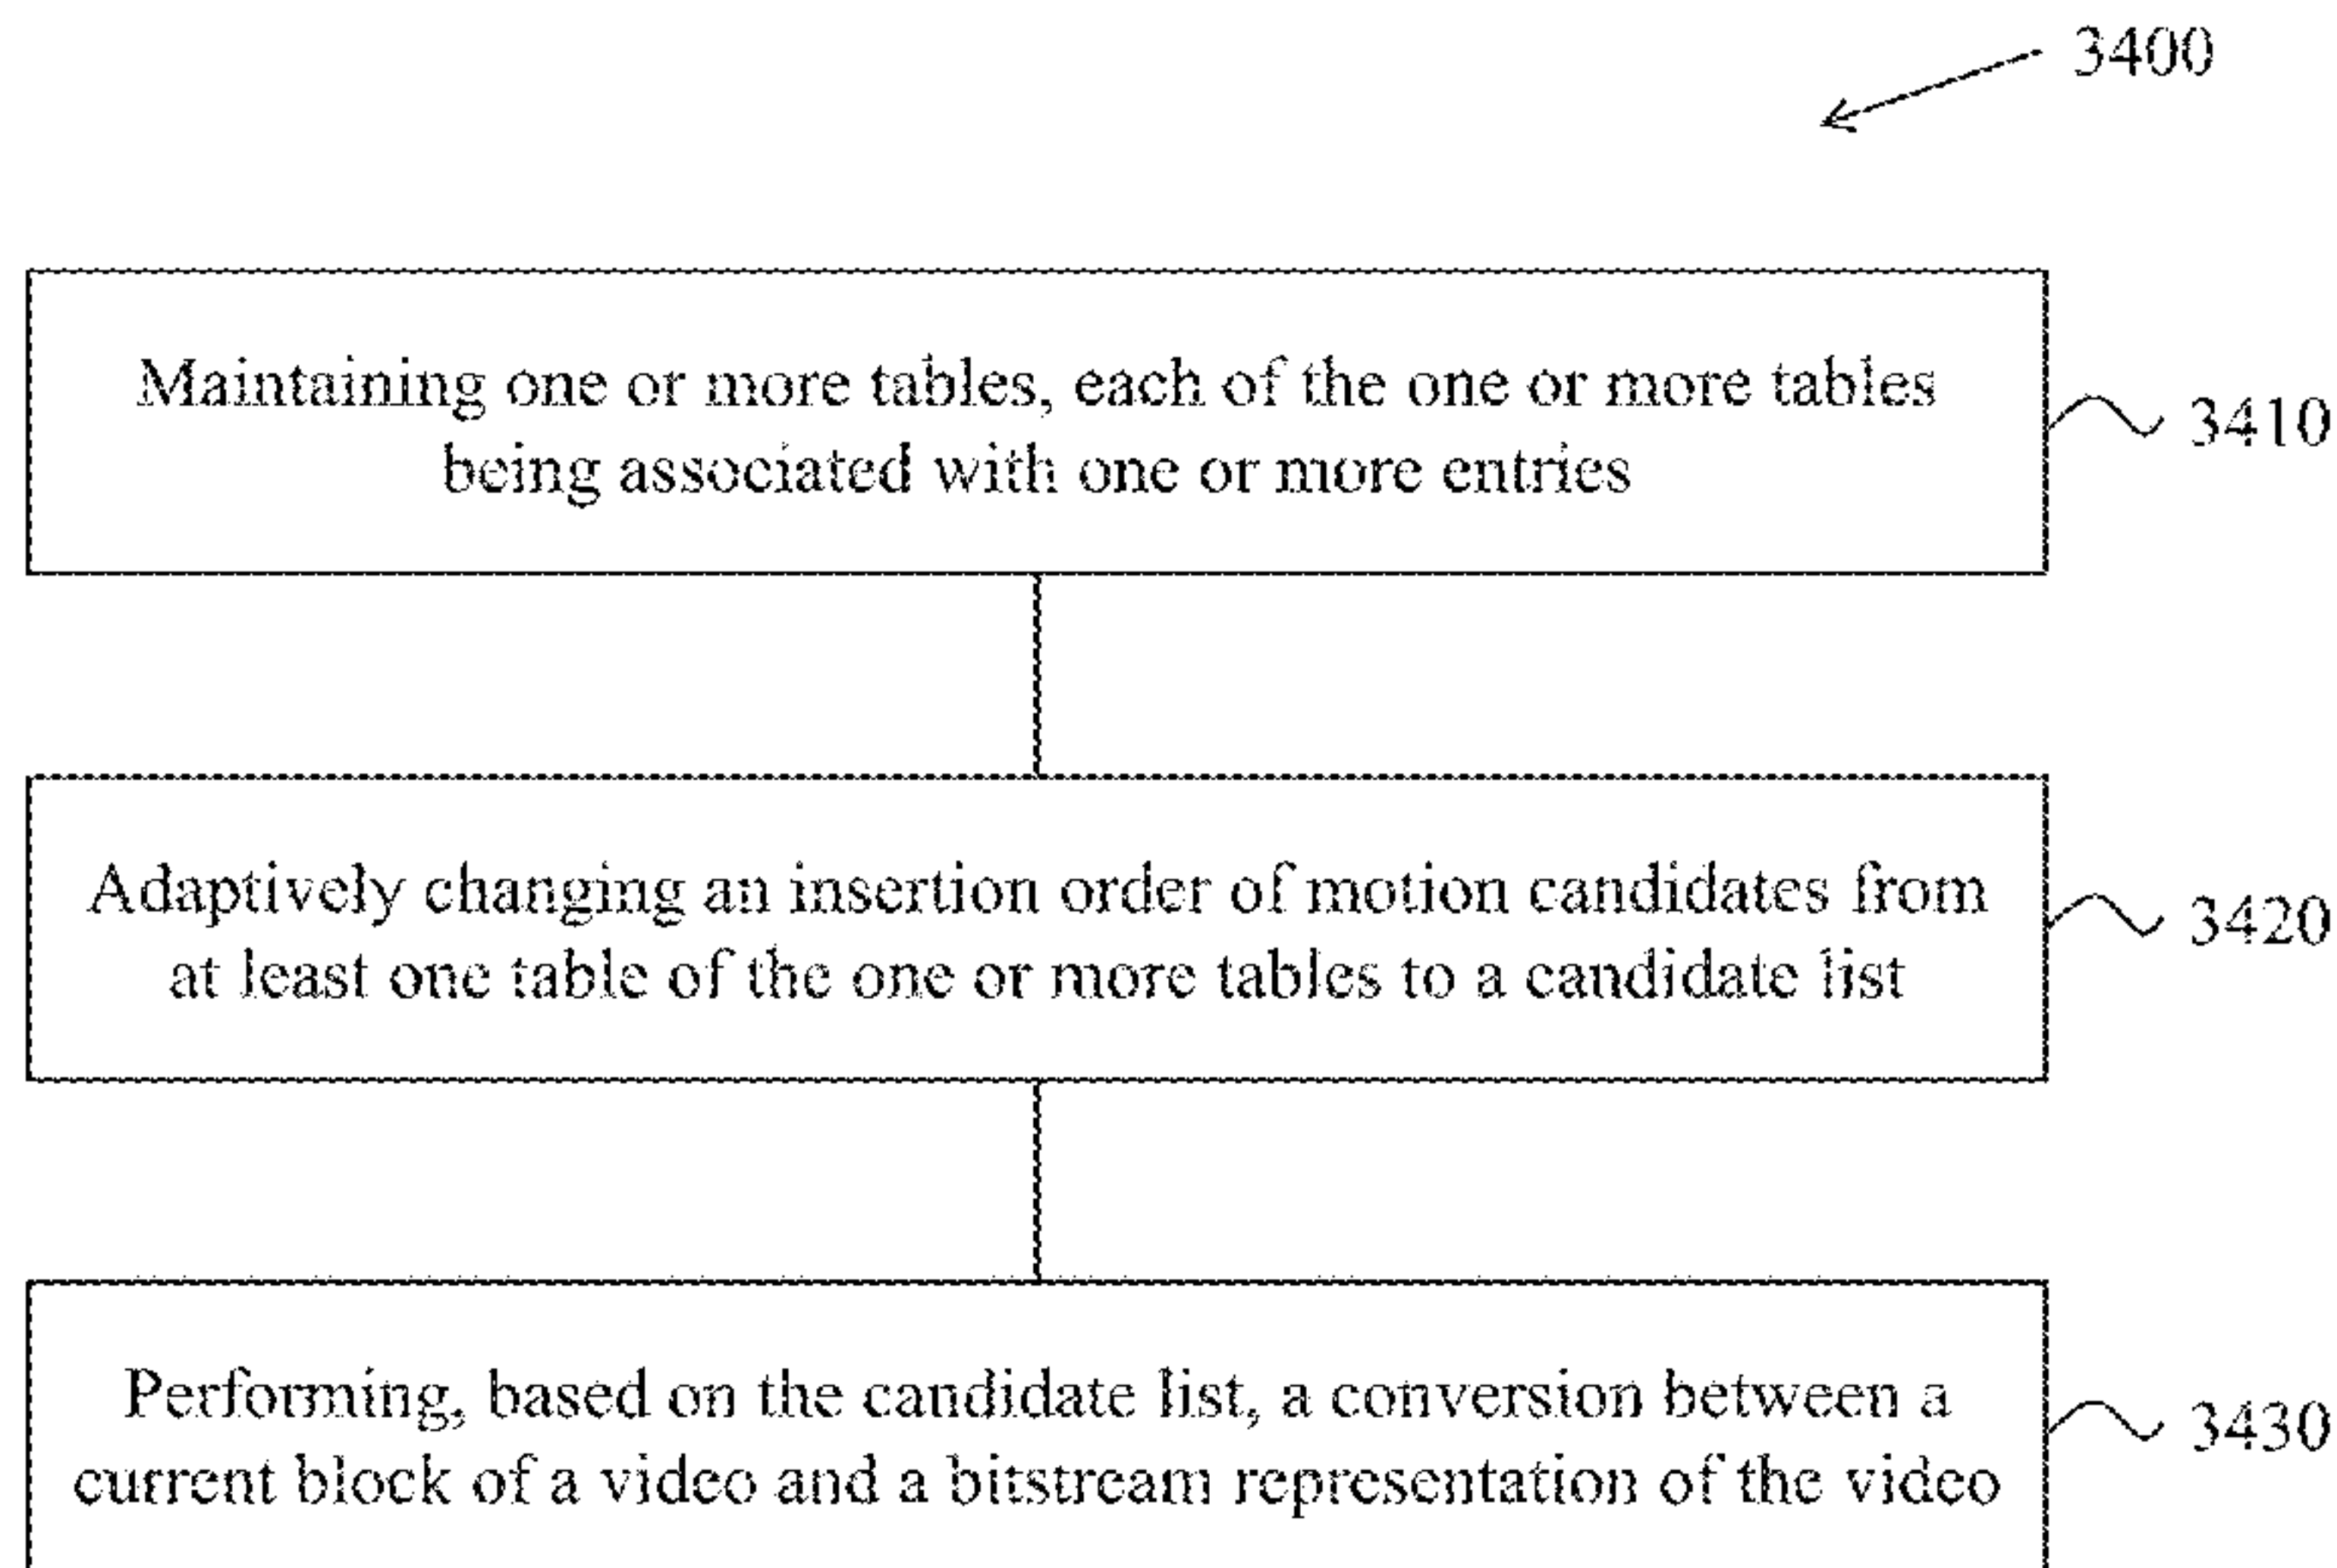 3400
Maintaining one or more tables, each of the one or more tables
being associated with one or more entries
3410
Adaptively changing an insertion order of motion candidates from
at least one table of the one or more tables to a candidate list
3420
Performing, based on the candidate list, a conversion between a
current block of a video and a bitstream representation of the video
3430